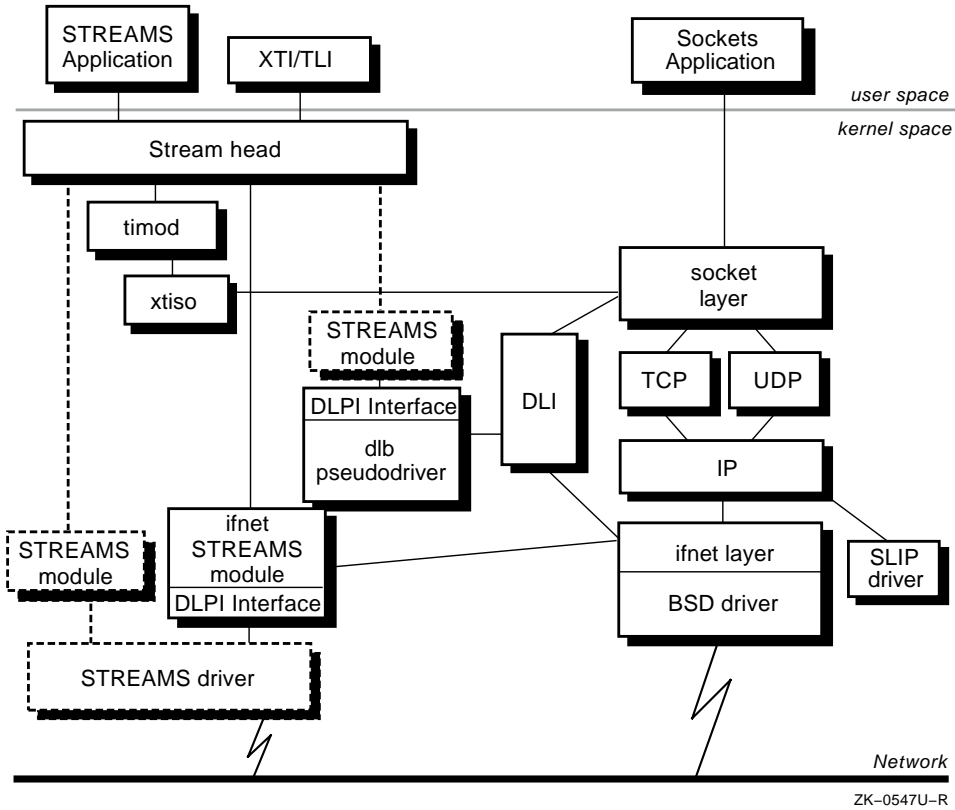 STREAMS
Application
XTI/TLI
Sockets
Application
user space
kernel space
Stream head
timod
xtiso
socket
layer
STREAMS
module
DLPI Interface
dlb
pseudodriver
DLI
TCP
UDP
IP
STREAMS
module
ifnet
STREAMS
module
DLPI Interface
ifnet layer
BSD driver
SLIP
driver
STREAMS driver
Network
ZK–0547U–R